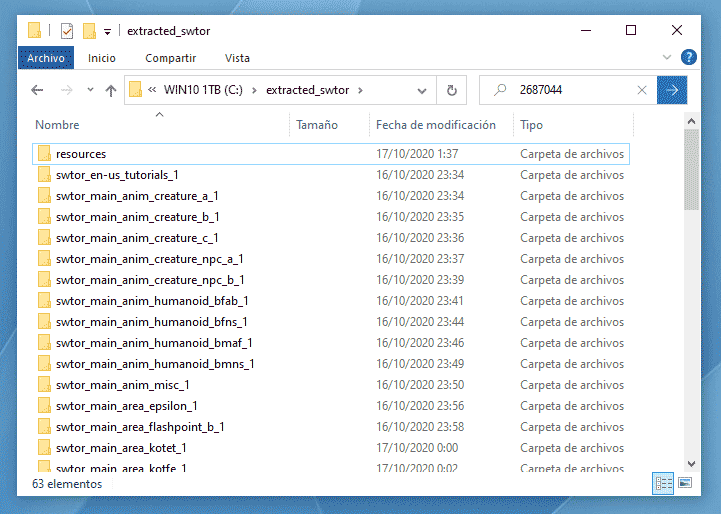 extracted_swtor
Archivo Inicio Compartir Vista
« WIN10 1TB (C:) > extracted_swtor > 2687044
Nombre Tamaño Fecha de modificación Tipo
resources 17/10/2020 1:37 Carpeta de archivos
swtor_en-us_tutorials_1 16/10/2020 23:34 Carpeta de archivos
swtor_main_anim_creature_a_1 16/10/2020 23:34 Carpeta de archivos
swtor_main_anim_creature_b_1 16/10/2020 23:35 Carpeta de archivos
swtor_main_anim_creature_c_1 16/10/2020 23:36 Carpeta de archivos
swtor_main_anim_creature_npc_a_1 16/10/2020 23:37 Carpeta de archivos
swtor_main_anim_creature_npc_b_1 16/10/2020 23:39 Carpeta de archivos
swtor_main_anim_humanoid_bfab_1 16/10/2020 23:41 Carpeta de archivos
swtor_main_anim_humanoid_bfns_1 16/10/2020 23:44 Carpeta de archivos
swtor_main_anim_humanoid_bmaf_1 16/10/2020 23:46 Carpeta de archivos
swtor_main_anim_humanoid_bmns_1 16/10/2020 23:49 Carpeta de archivos
swtor_main_anim_misc_1 16/10/2020 23:50 Carpeta de archivos
swtor_main_area_epsilon_1 16/10/2020 23:56 Carpeta de archivos
swtor_main_area_flashpoint_b_1 16/10/2020 23:58 Carpeta de archivos
swtor_main_area_kotet_1 17/10/2020 0:00 Carpeta de archivos
swtor_main_area_kotfe_1 17/10/2020 0:02 Carpeta de archivos
63 elementos